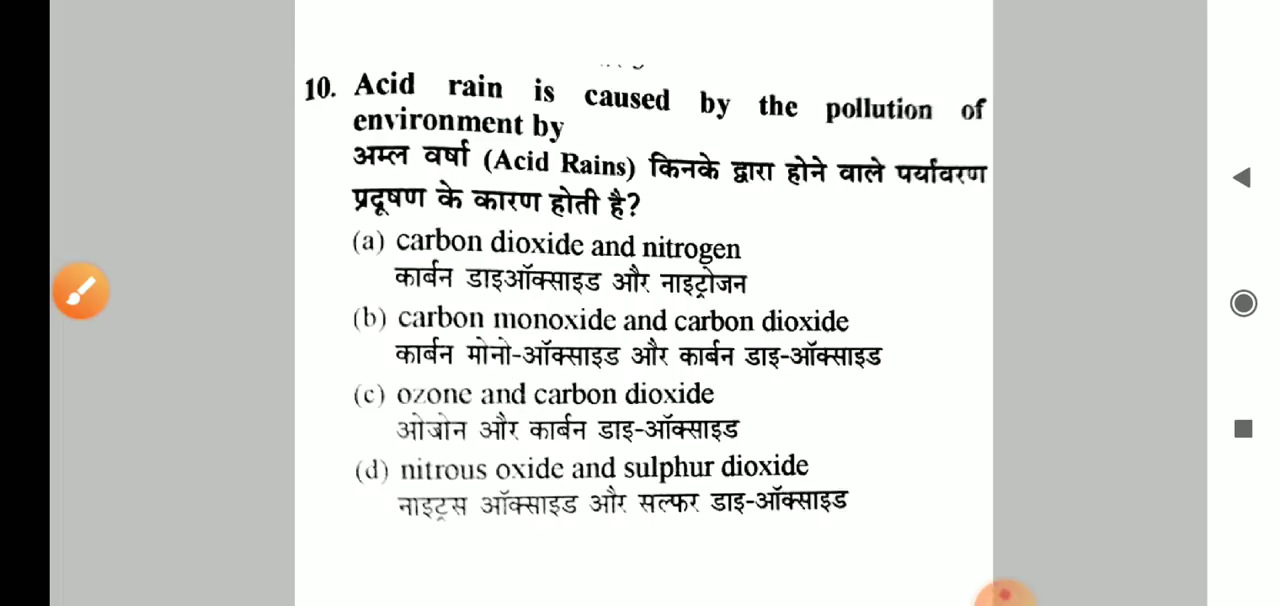 10. Acid rain is caused by the pollution of
environment by
अम्ल वर्षा (Acid Rains) किनके द्वारा होने वाले पर्यावरण
प्रदूषण के कारण होती है?
(a) carbon dioxide and nitrogen
कार्बन डाइऑक्साइड और नाइट्रोजन
(b) carbon monoxide and carbon dioxide
कार्बन मोनो-ऑक्साइड और कार्बन डाइ-ऑक्साइड
(c) ozone and carbon dioxide
ओजोन और कार्बन डाइ-ऑक्साइड
(d) nitrous oxide and sulphur dioxide
नाइट्रस ऑक्साइड और सल्फर डाइ-ऑक्साइड